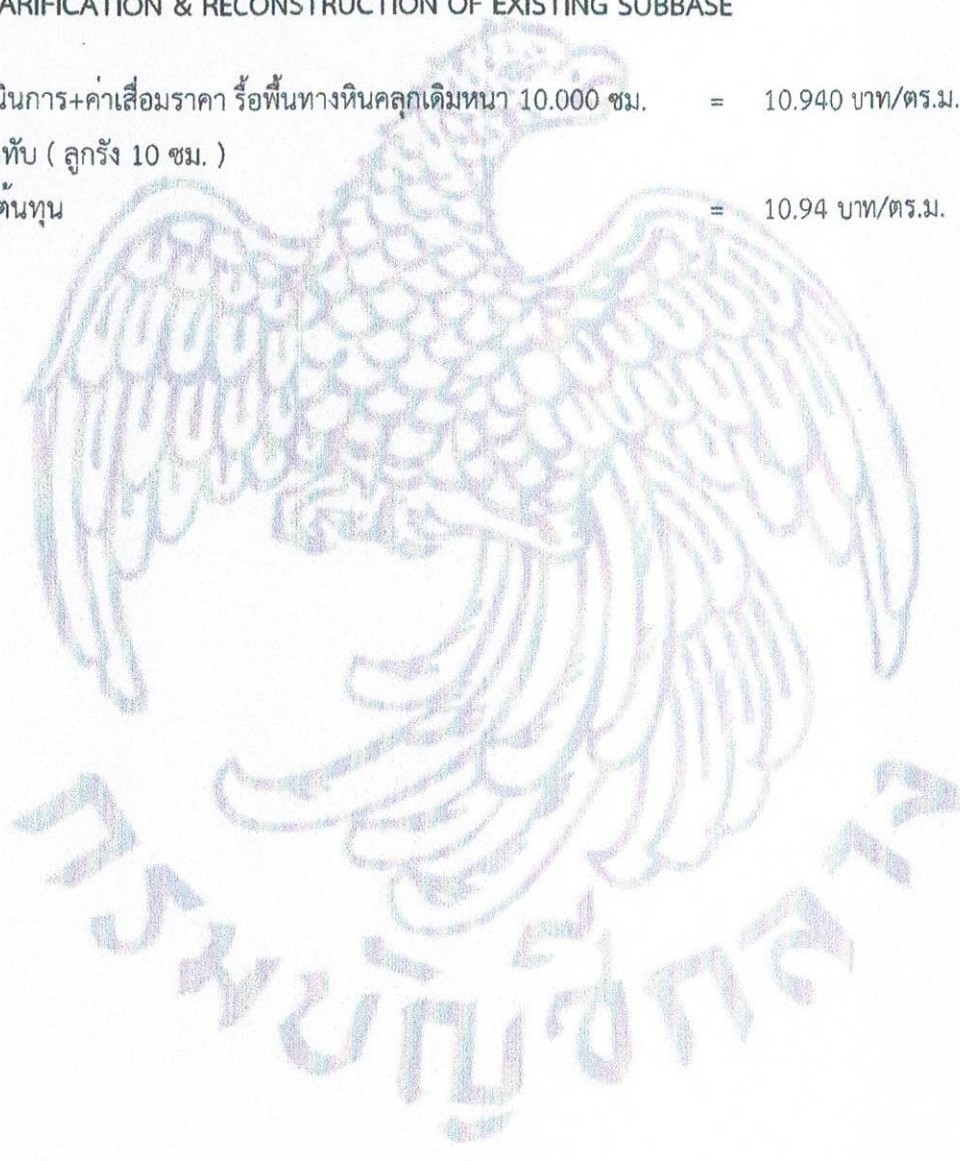 ARIFICATION & RECONSTRUCTION OF EXISTING SUBBASE
นินการ+ค่าเสื่อมราคา รื้อพื้นทางหินคลุกเดิมหนา 10.000 ซม. = 10.940 บาท/ตร.ม.
ทับ ( ลูกรัง 10 ซม. )
ต้นทุน = 10.94 บาท/ตร.ม.
กรมบัญชีกลาง